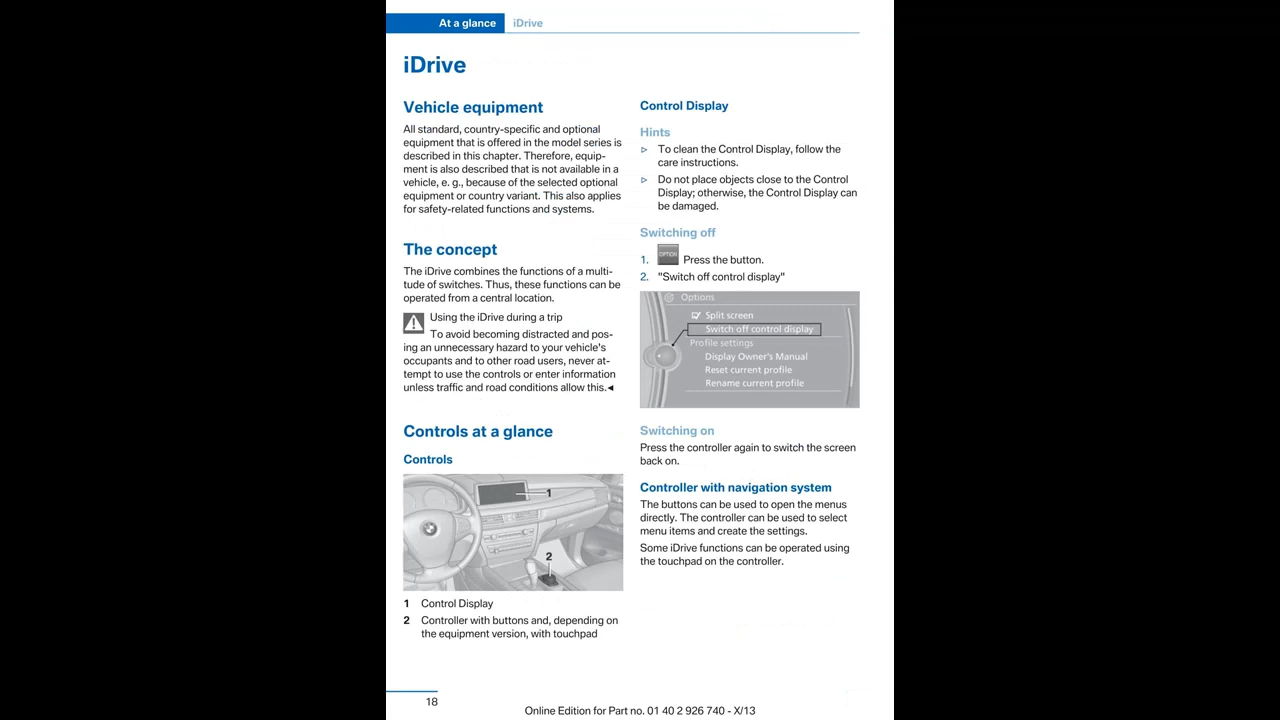 At a glance iDrive
iDrive
Vehicle equipment
All standard, country-specific and optional
equipment that is offered in the model series is
described in this chapter. Therefore, equip-
ment is also described that is not available in a
vehicle, e. g., because of the selected optional
equipment or country variant. This also applies
for safety-related functions and systems.
The concept
The iDrive combines the functions of a multi-
tude of switches. Thus, these functions can be
operated from a central location.
Using the iDrive during a trip
To avoid becoming distracted and pos-
ing an unnecessary hazard to your vehicle's
occupants and to other road users, never at-
tempt to use the controls or enter information
unless traffic and road conditions allow this.◄
Controls at a glance
Controls
1
2
1 Control Display
2 Controller with buttons and, depending on
the equipment version, with touchpad
Control Display
Hints
▷ To clean the Control Display, follow the
care instructions.
▷ Do not place objects close to the Control
Display; otherwise, the Control Display can
be damaged.
Switching off
1. OPTION Press the button.
2. "Switch off control display"
Options
Split screen
Switch off control display
Profile settings
Display Owner's Manual
Reset current profile
Rename current profile
Switching on
Press the controller again to switch the screen
back on.
Controller with navigation system
The buttons can be used to open the menus
directly. The controller can be used to select
menu items and create the settings.
Some iDrive functions can be operated using
the touchpad on the controller.
18
Online Edition for Part no. 01 40 2 926 740 - X/13